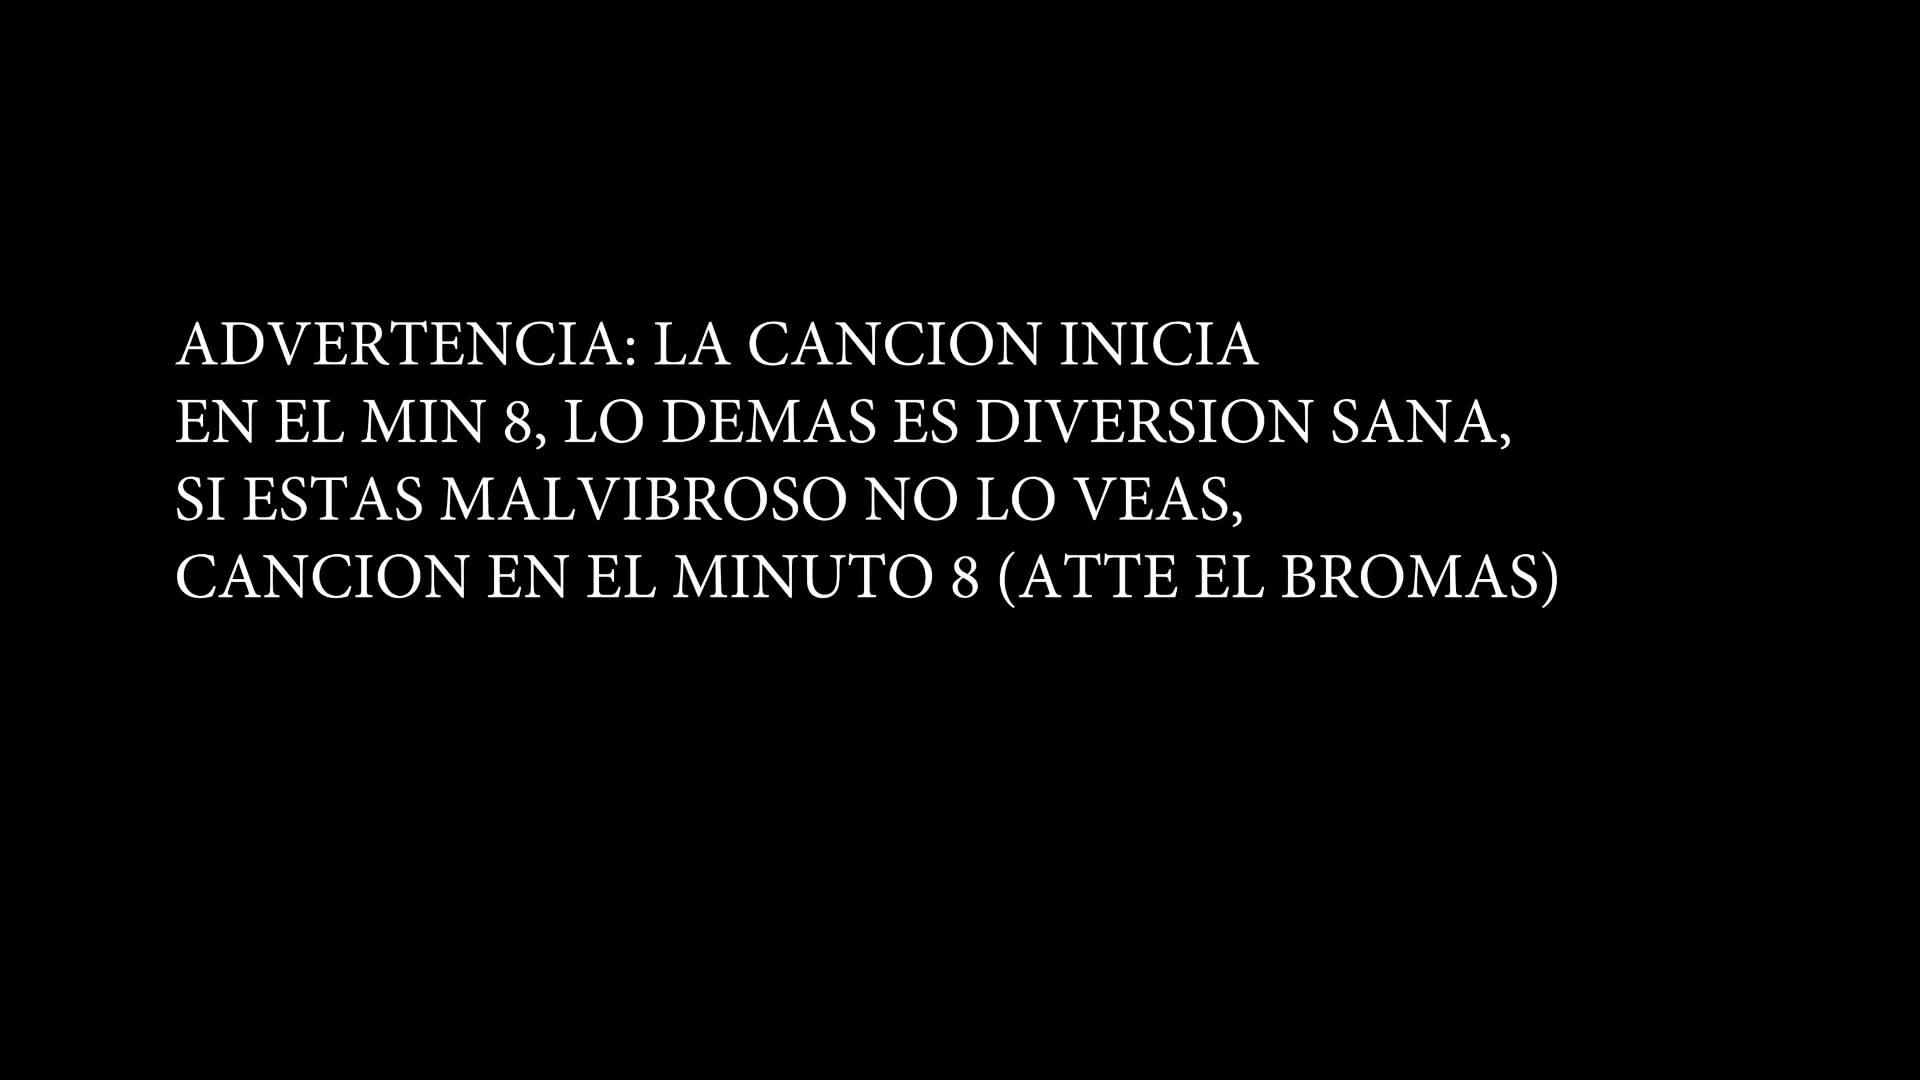 ADVERTENCIA: LA CANCION INICIA
EN EL MIN 8, LO DEMAS ES DIVERSION SANA,
SI ESTAS MALVIBROSO NO LO VEAS,
CANCION EN EL MINUTO 8 (ATTE EL BROMAS)